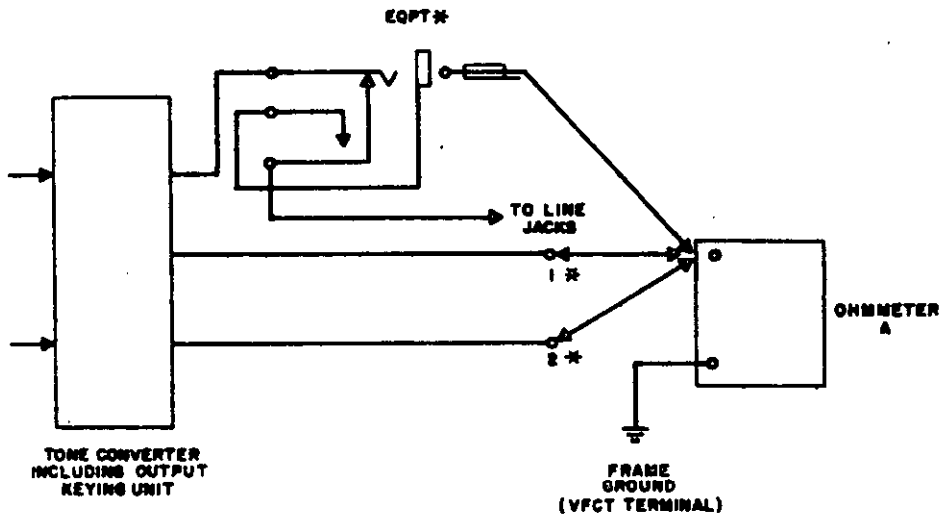 EQPT*
TO LINE
JACKS
1 *
2 *
OHMMETER
A
TONE CONVERTER
INCLUDING OUTPUT
KEYING UNIT
FRAME
GROUND
(VFCT TERMINAL)